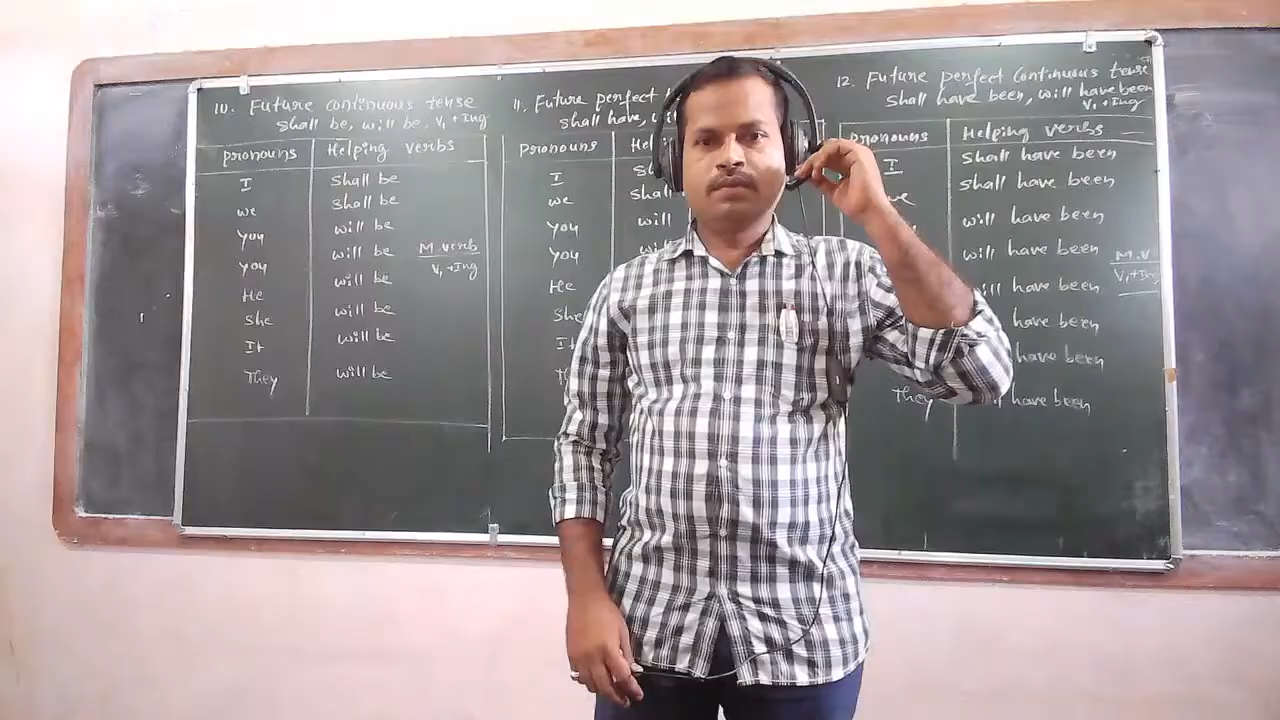 10. Future continuous tense
shall be, will be, V1 + Ing
pronouns Helping verbs
I shall be
we shall be
you will be
you will be M. verb
He will be V1 + Ing
She will be
It will be
They will be
11. Future perfect
shall have,
pronouns
I
we shall
you will
you
He
She
It
12. Future perfect Continuous tense
shall have been, will have been
V1 + Ing
pronouns Helping verbs
I shall have been
shall have been
will have been
will have been M.V
will have been V1 + Ing
have been
have been
They have been